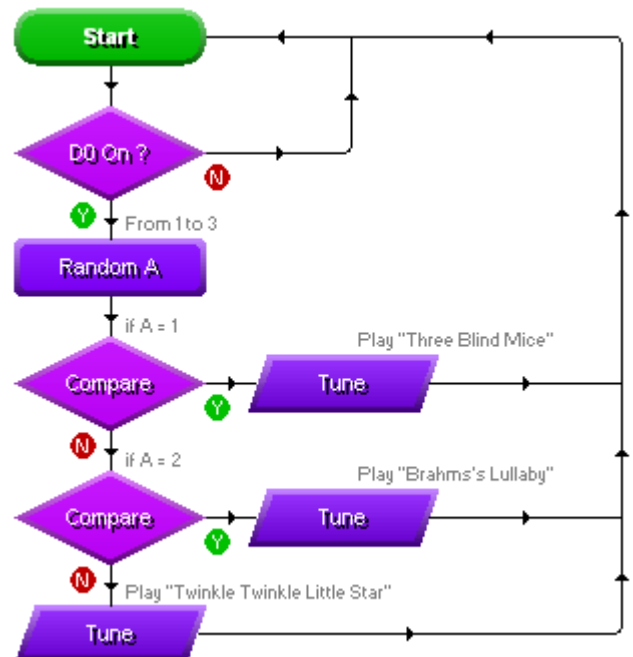 Start
D0 On ?
N
Y
From 1 to 3
Random A
if A = 1
Play "Three Blind Mice"
Compare
Tune
Y
N
if A = 2
Play "Brahms's Lullaby"
Compare
Tune
Y
N
Play "Twinkle Twinkle Little Star"
Tune